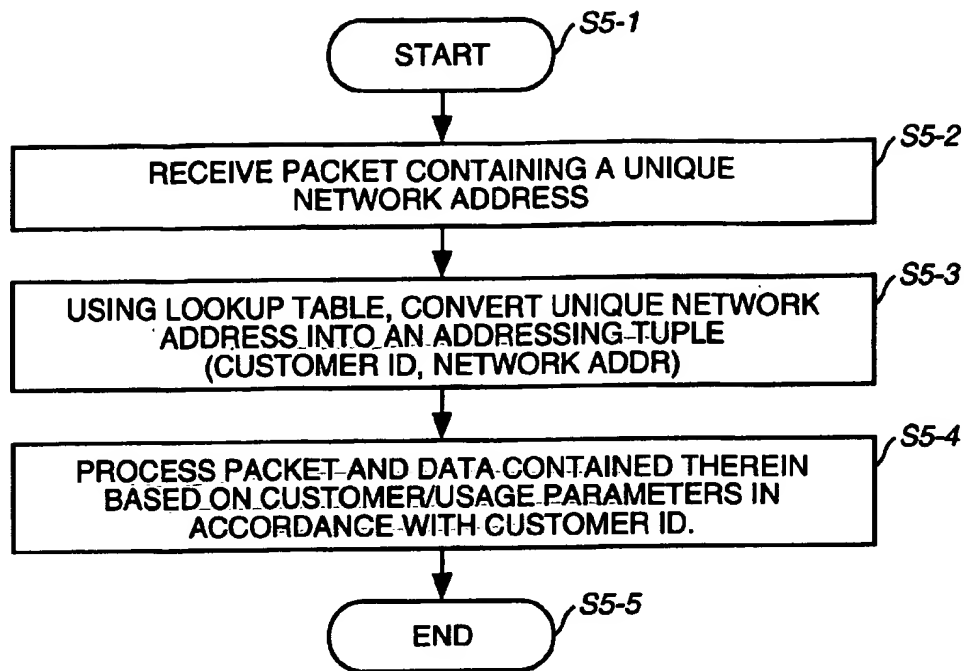 START
S5-1
RECEIVE PACKET CONTAINING A UNIQUE
NETWORK ADDRESS
S5-2
USING LOOKUP TABLE, CONVERT UNIQUE NETWORK
ADDRESS INTO AN ADDRESSING TUPLE
(CUSTOMER ID, NETWORK ADDR)
S5-3
PROCESS PACKET AND DATA CONTAINED THEREIN
BASED ON CUSTOMER/USAGE PARAMETERS IN
ACCORDANCE WITH CUSTOMER ID.
S5-4
END
S5-5